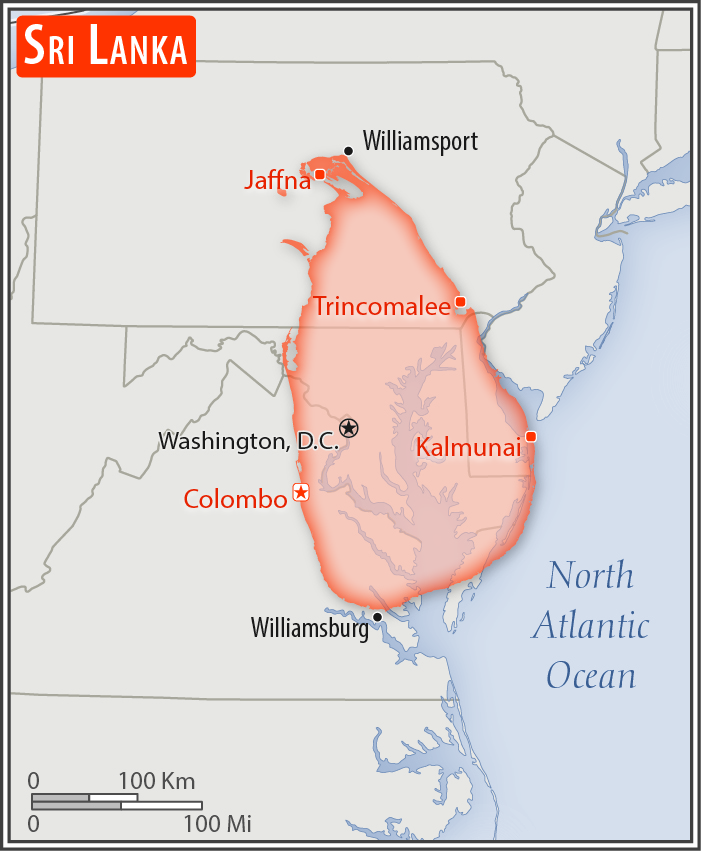 SRI LANKA
Williamsport
Jaffna
Trincomalee
Washington, D.C.
Kalmunai
Colombo
North
Atlantic
Ocean
Williamsburg
0 100 Km
0 100 Mi